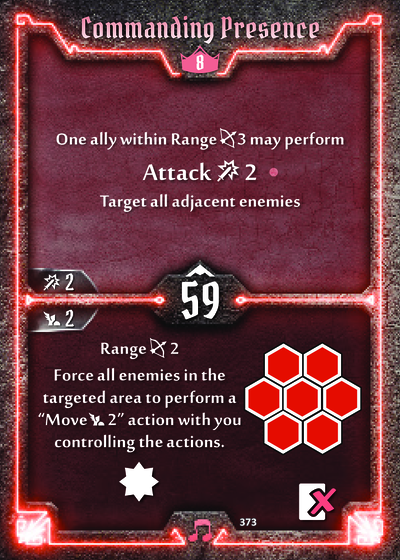 Commanding Presence
8
One ally within Range 3 may perform
Attack 2
Target all adjacent enemies
2
59
2
Range 2
Force all enemies in the
targeted area to perform a
“Move 2” action with you
controlling the actions.
373